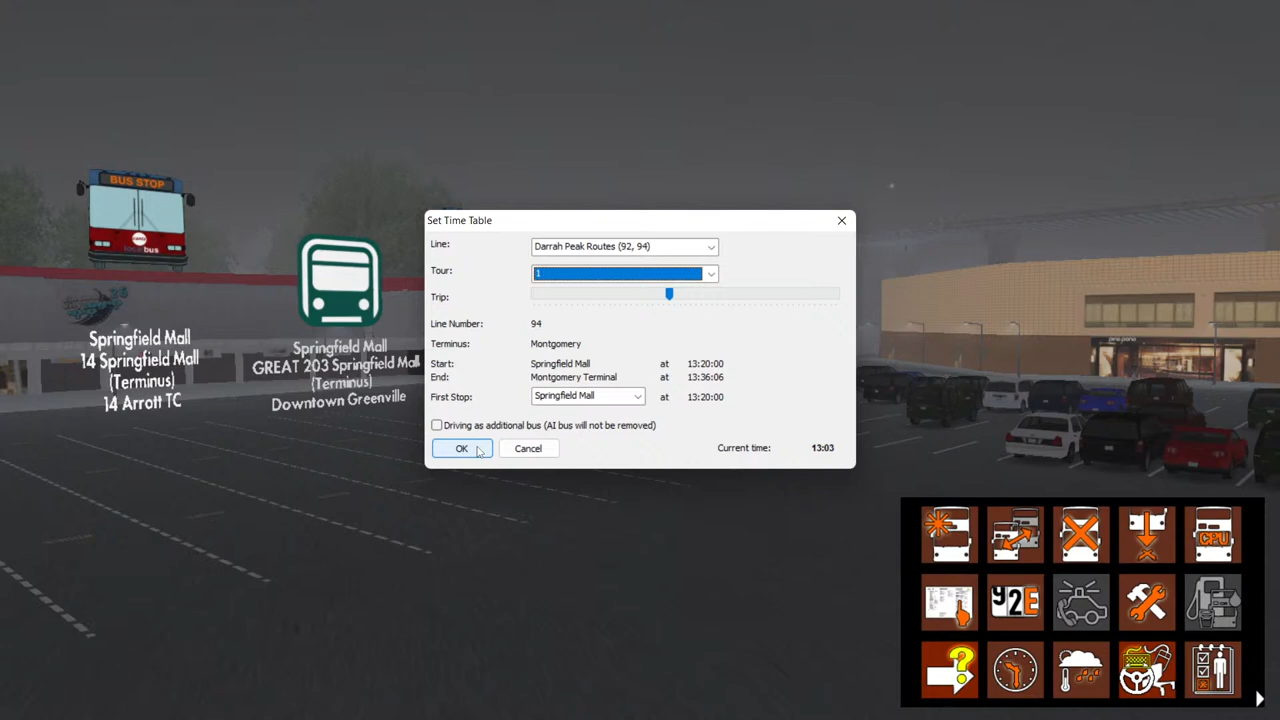 BUS STOP
bus
Springfield Mall
14 Springfield Mall
(Terminus)
14 Arrott TC
Springfield Mall
GREAT 203 Springfield Mall
(Terminus)
Downtown Greenville
Set Time Table
Line: Darrah Peak Routes (92, 94)
Tour: 1
Trip:
Line Number: 94
Terminus: Montgomery
Start: Springfield Mall at 13:20:00
End: Montgomery Terminal at 13:36:06
First Stop: Springfield Mall at 13:20:00
Driving as additional bus (AI bus will not be removed)
OK Cancel Current time: 13:03
CPU
92E
?